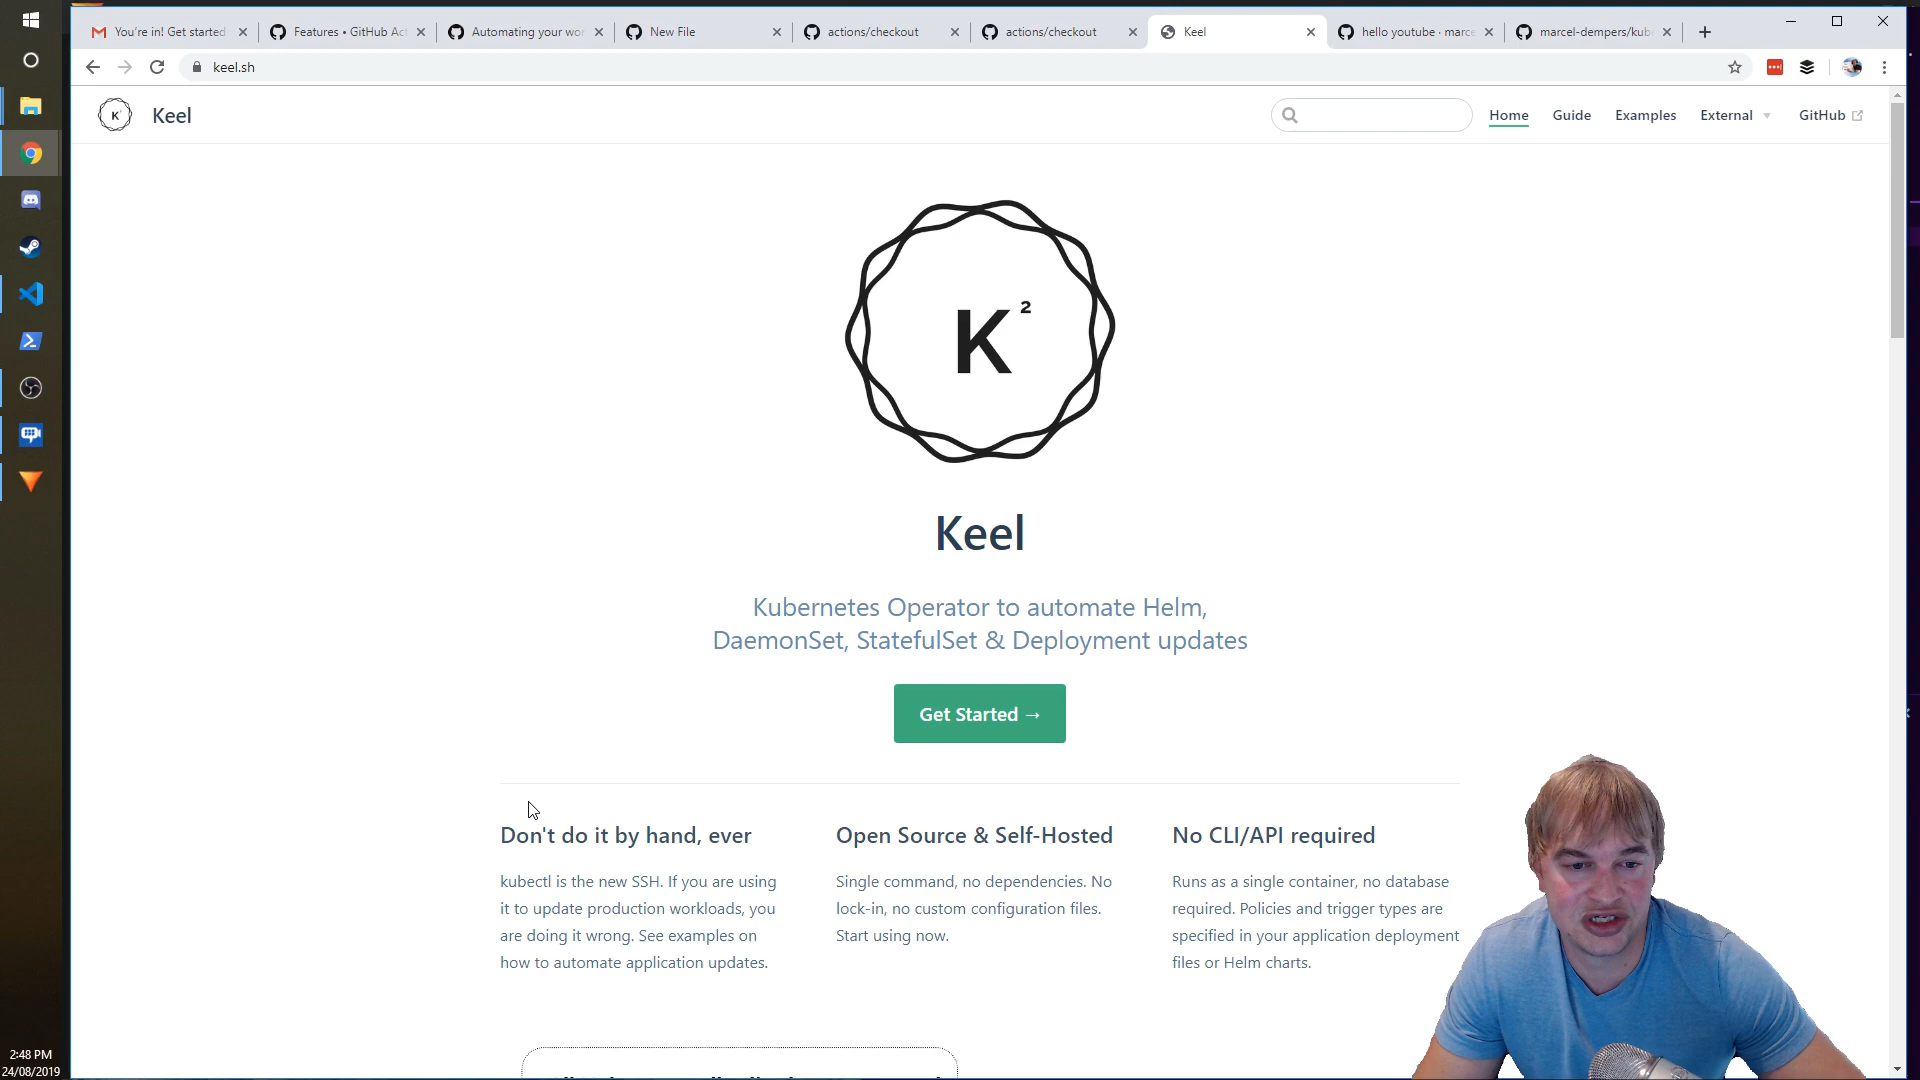 You're in! Get started
Features • GitHub Act
Automating your wor
New File
actions/checkout
actions/checkout
Keel
hello youtube · marce
marcel-dempers/kube
keel.sh
K²
Keel
Home
Guide
Examples
External
GitHub
K²
Keel
Kubernetes Operator to automate Helm,
DaemonSet, StatefulSet & Deployment updates
Get Started →
Don't do it by hand, ever
kubectl is the new SSH. If you are using
it to update production workloads, you
are doing it wrong. See examples on
how to automate application updates.
Open Source & Self-Hosted
Single command, no dependencies. No
lock-in, no custom configuration files.
Start using now.
No CLI/API required
Runs as a single container, no database
required. Policies and trigger types are
specified in your application deployment
files or Helm charts.
2:48 PM
24/08/2019